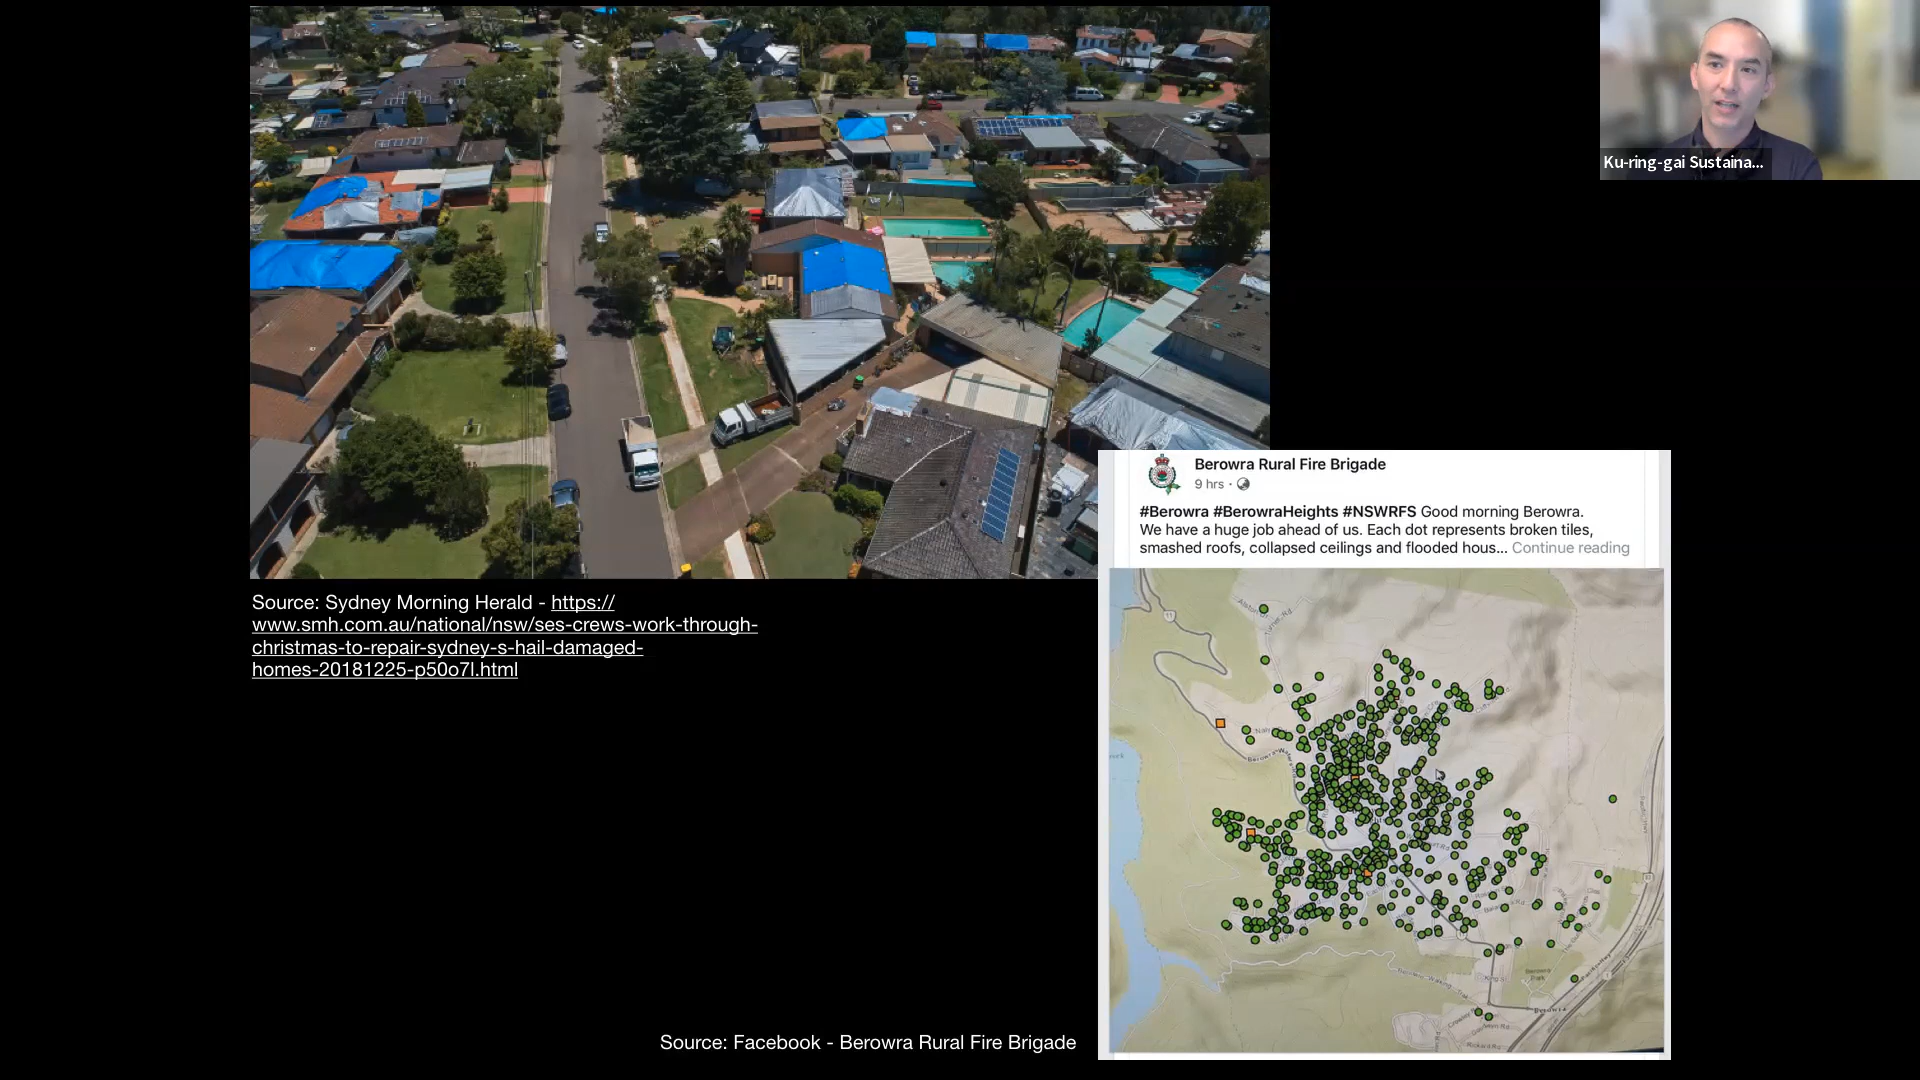 Ku-ring-gai Sustaina...
Berowra Rural Fire Brigade
9 hrs ·
#Berowra #BerowraHeights #NSWRFS Good morning Berowra.
We have a huge job ahead of us. Each dot represents broken tiles,
smashed roofs, collapsed ceilings and flooded hous... Continue reading
Source: Sydney Morning Herald - https://
www.smh.com.au/national/nsw/ses-crews-work-through-
christmas-to-repair-sydney-s-hail-damaged-
homes-20181225-p50o7l.html
Berowra
Park
Berowra
Source: Facebook - Berowra Rural Fire Brigade